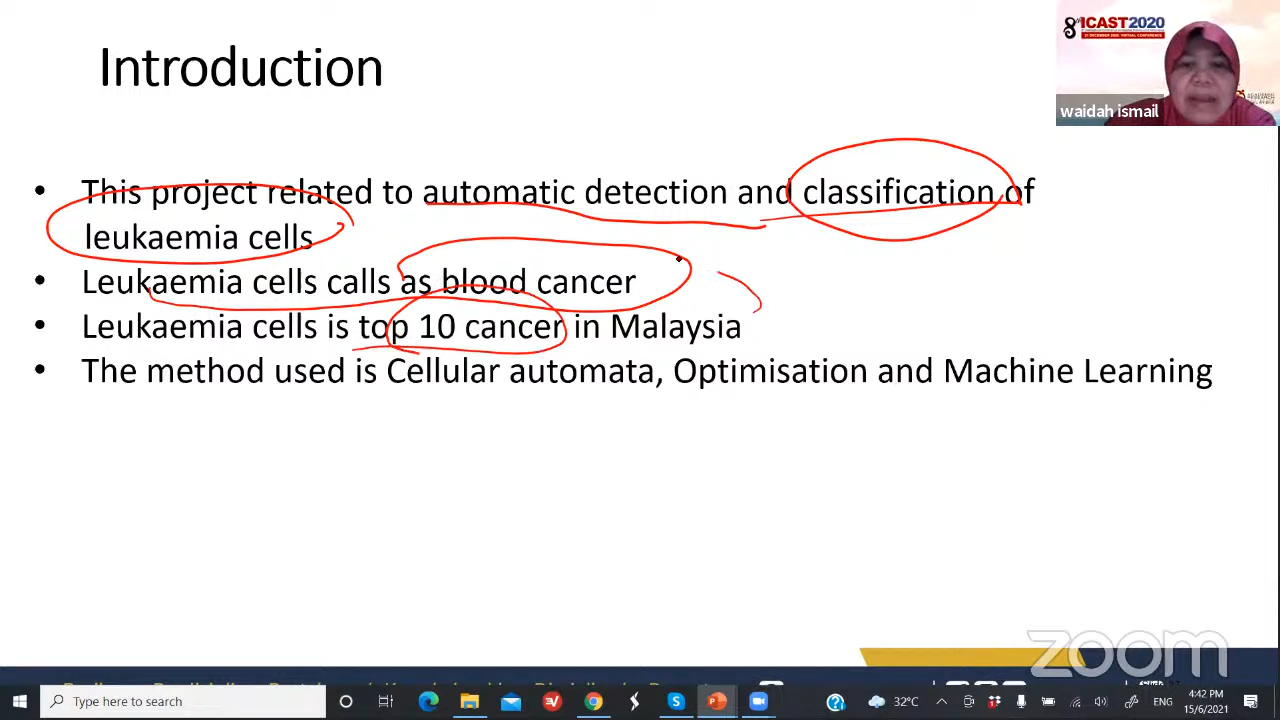 8th ICAST2020
waidah ismail
Introduction
• This project related to automatic detection and classification of
leukaemia cells
• Leukaemia cells calls as blood cancer
• Leukaemia cells is top 10 cancer in Malaysia
• The method used is Cellular automata, Optimisation and Machine Learning
zoom
Type here to search
32°C
ENG
4:42 PM
15/6/2021